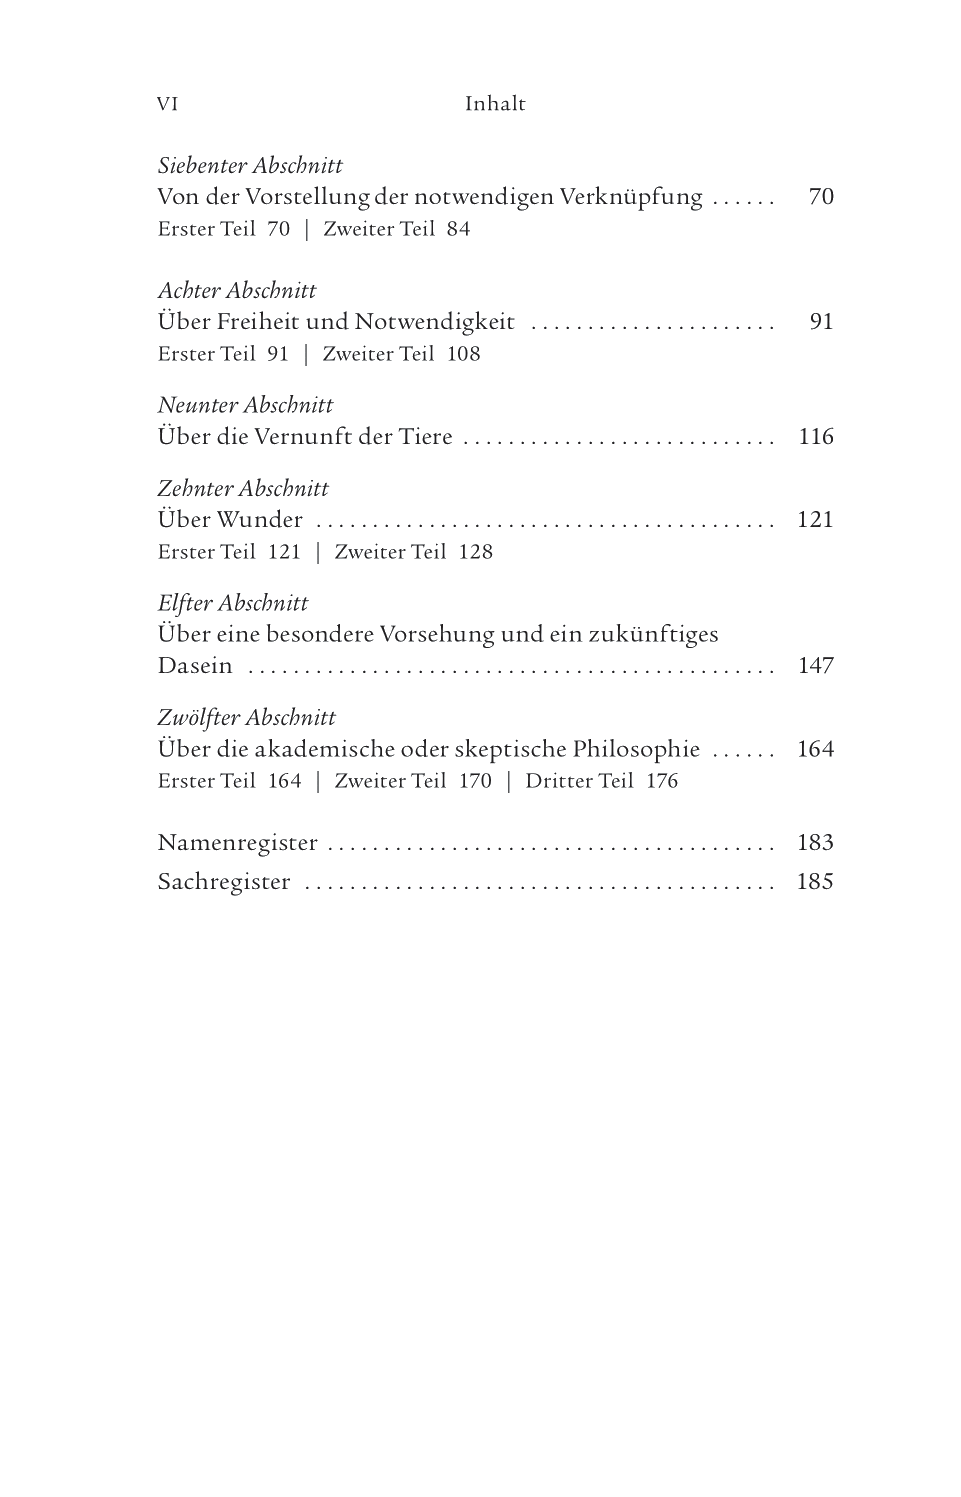 VI Inhalt
Siebenter Abschnitt
Von der Vorstellung der notwendigen Verknüpfung . . . . . . 70
Erster Teil 70 | Zweiter Teil 84
Achter Abschnitt
Über Freiheit und Notwendigkeit . . . . . . . . . . . . . . . . . . . . . . 91
Erster Teil 91 | Zweiter Teil 108
Neunter Abschnitt
Über die Vernunft der Tiere . . . . . . . . . . . . . . . . . . . . . . . . . . . . 116
Zehnter Abschnitt
Über Wunder . . . . . . . . . . . . . . . . . . . . . . . . . . . . . . . . . . . . . . . . . 121
Erster Teil 121 | Zweiter Teil 128
Elfter Abschnitt
Über eine besondere Vorsehung und ein zukünftiges
Dasein . . . . . . . . . . . . . . . . . . . . . . . . . . . . . . . . . . . . . . . . . . . . . . . 147
Zwölfter Abschnitt
Über die akademische oder skeptische Philosophie . . . . . . 164
Erster Teil 164 | Zweiter Teil 170 | Dritter Teil 176
Namenregister . . . . . . . . . . . . . . . . . . . . . . . . . . . . . . . . . . . . . . . . 183
Sachregister . . . . . . . . . . . . . . . . . . . . . . . . . . . . . . . . . . . . . . . . . . 185